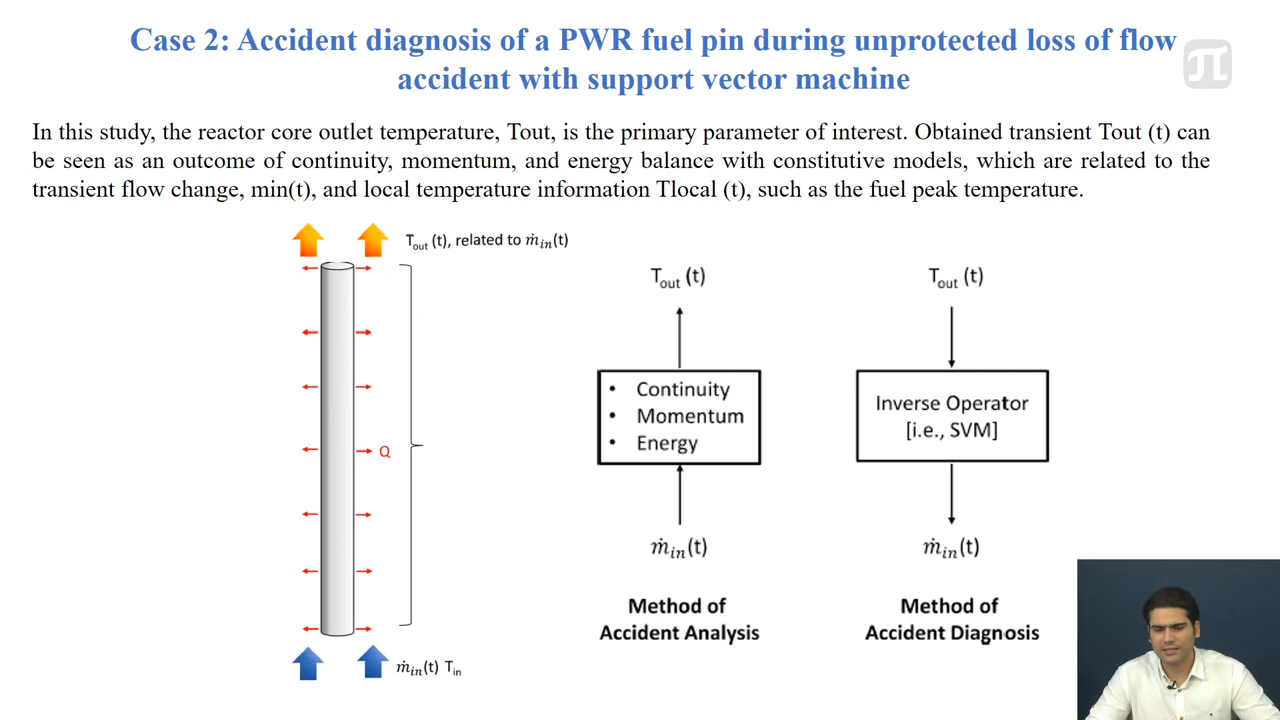 Case 2: Accident diagnosis of a PWR fuel pin during unprotected loss of flow
accident with support vector machine
In this study, the reactor core outlet temperature, Tout, is the primary parameter of interest. Obtained transient Tout (t) can
be seen as an outcome of continuity, momentum, and energy balance with constitutive models, which are related to the
transient flow change, min(t), and local temperature information Tlocal (t), such as the fuel peak temperature.
Tout (t), related to ṁin(t)
Q
ṁin(t) Tin
Tout (t)
• Continuity
• Momentum
• Energy
ṁin(t)
Method of
Accident Analysis
Tout (t)
Inverse Operator
[i.e., SVM]
ṁin(t)
Method of
Accident Diagnosis